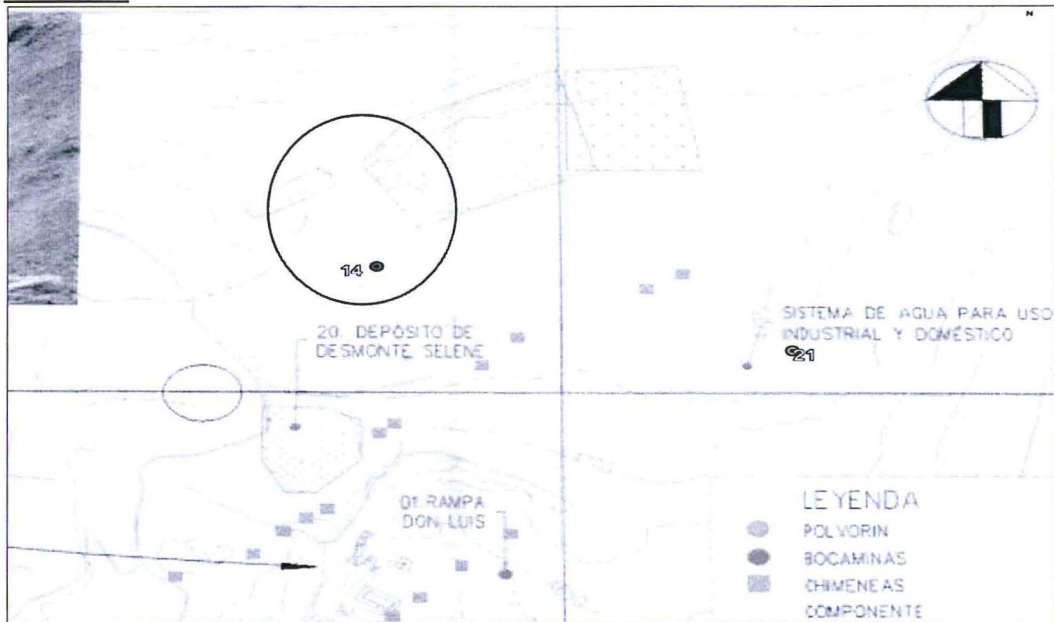 N
14
20. DEPÓSITO DE
DESMONTE SELENE
SISTEMA DE AGUA PARA USO
INDUSTRIAL Y DOMÉSTICO
21
01. RAMPA
DON LUIS
LEYENDA
POLVORIN
BOCAMINAS
CHIMENEAS
COMPONENTE